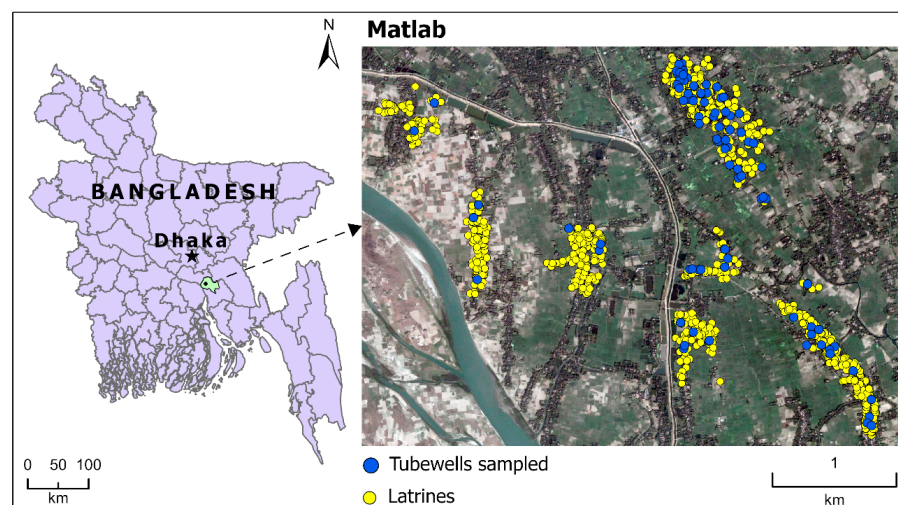 N
Matlab
BANGLADESH
Dhaka
0 50 100
km
Tubewells sampled
Latrines
1
km